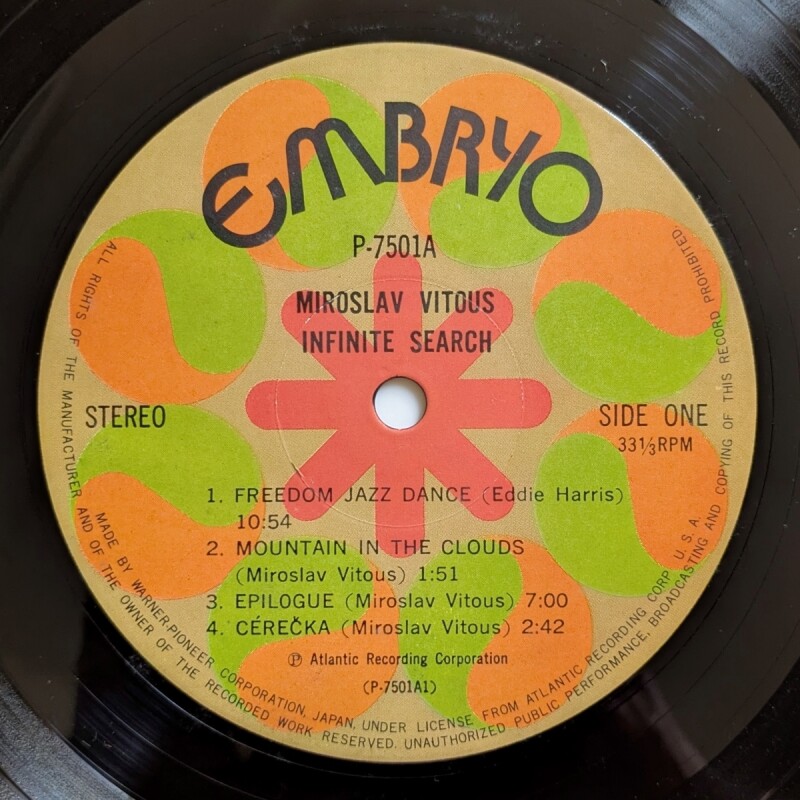 EMBRYO
P-7501A
MIROSLAV VITOUS
INFINITE SEARCH
STEREO
SIDE ONE
33⅓RPM
1. FREEDOM JAZZ DANCE (Eddie Harris)
10:54
2. MOUNTAIN IN THE CLOUDS
(Miroslav Vitous) 1:51
3. EPILOGUE (Miroslav Vitous) 7:00
4. CÉREČKA (Miroslav Vitous) 2:42
Ⓟ Atlantic Recording Corporation
(P-7501A1)
MADE BY WARNER-PIONEER CORPORATION, JAPAN, UNDER LICENSE FROM ATLANTIC RECORDING CORP. U. S. A.
ALL RIGHTS OF THE MANUFACTURER AND OF THE OWNER OF THE RECORDED WORK RESERVED. UNAUTHORIZED PUBLIC PERFORMANCE, BROADCASTING AND COPYING OF THIS RECORD PROHIBITED.